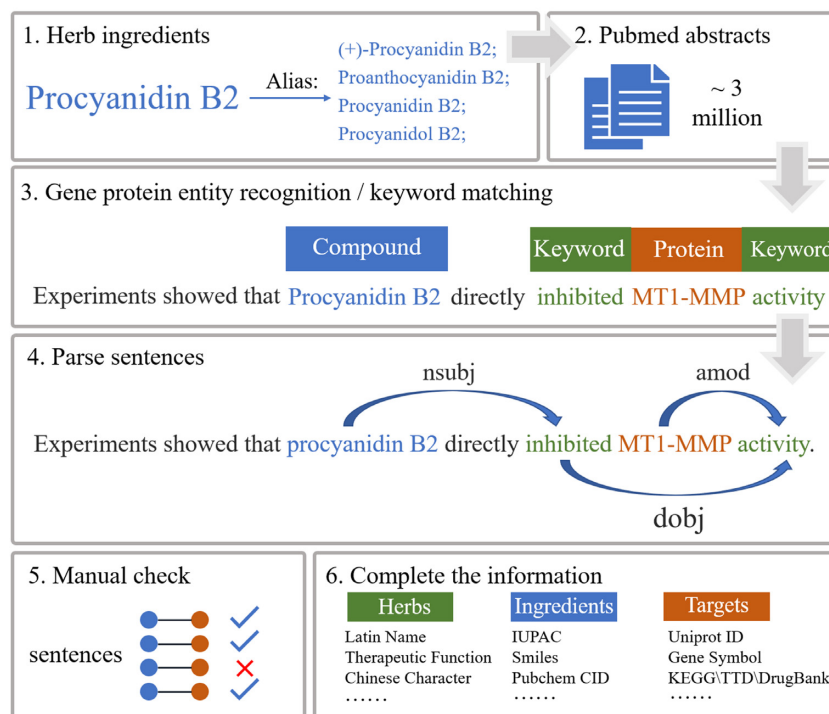 1. Herb ingredients
Procyanidin B2
Alias:
(+)-Procyanidin B2;
Proanthocyanidin B2;
Procyanidin B2;
Procyanidol B2;
2. Pubmed abstracts
~ 3
million
3. Gene protein entity recognition / keyword matching
Compound
Keyword
Protein
Keyword
Experiments showed that Procyanidin B2 directly inhibited MT1-MMP activity
4. Parse sentences
nsubj
amod
Experiments showed that procyanidin B2 directly inhibited MT1-MMP activity.
dobj
5. Manual check
sentences
6. Complete the information
Herbs
Latin Name
Therapeutic Function
Chinese Character
......
Ingredients
IUPAC
Smiles
Pubchem CID
......
Targets
Uniprot ID
Gene Symbol
KEGG\TTD\DrugBank
......